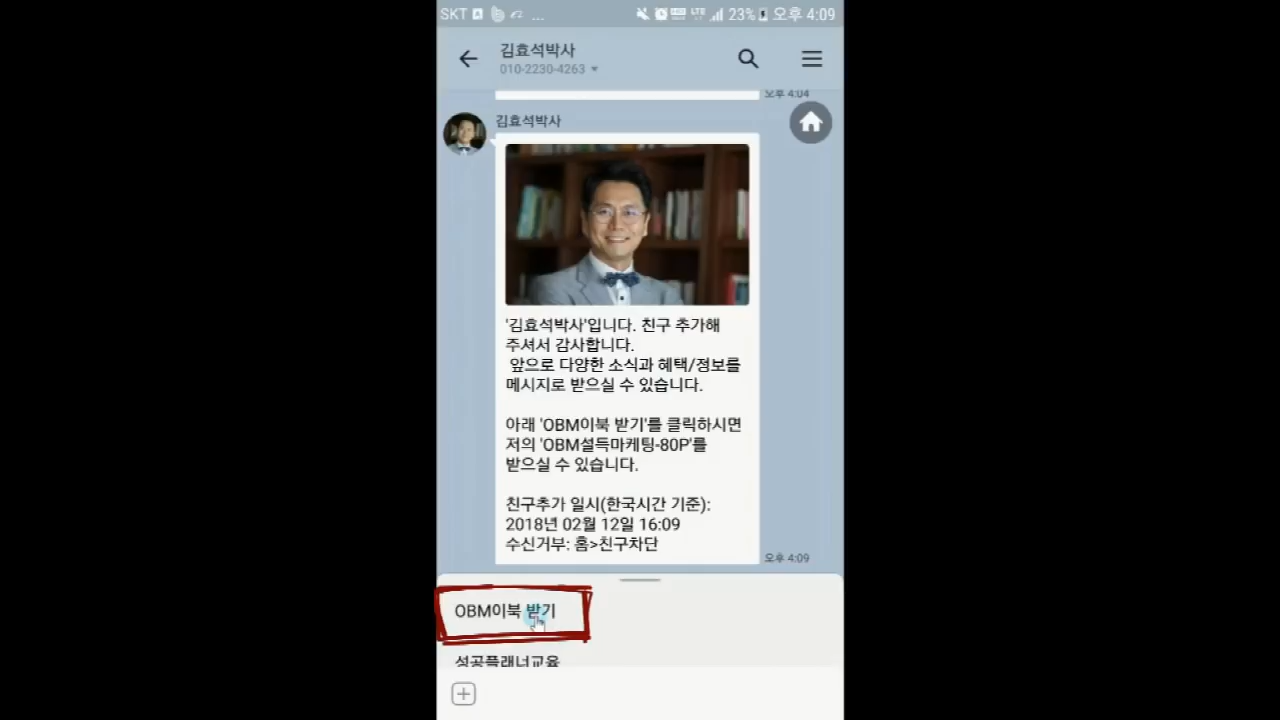 SKT ... 23% 오후 4:09
김효석박사
010-2230-4263
오후 4:04
김효석박사
'김효석박사'입니다. 친구 추가해
주셔서 감사합니다.
앞으로 다양한 소식과 혜택/정보를
메시지로 받으실 수 있습니다.
아래 'OBM이북 받기'를 클릭하시면
저의 'OBM설득마케팅-80P'를
받으실 수 있습니다.
친구추가 일시(한국시간 기준):
2018년 02월 12일 16:09
수신거부: 홈>친구차단
오후 4:09
OBM이북 받기
성공플래너교육